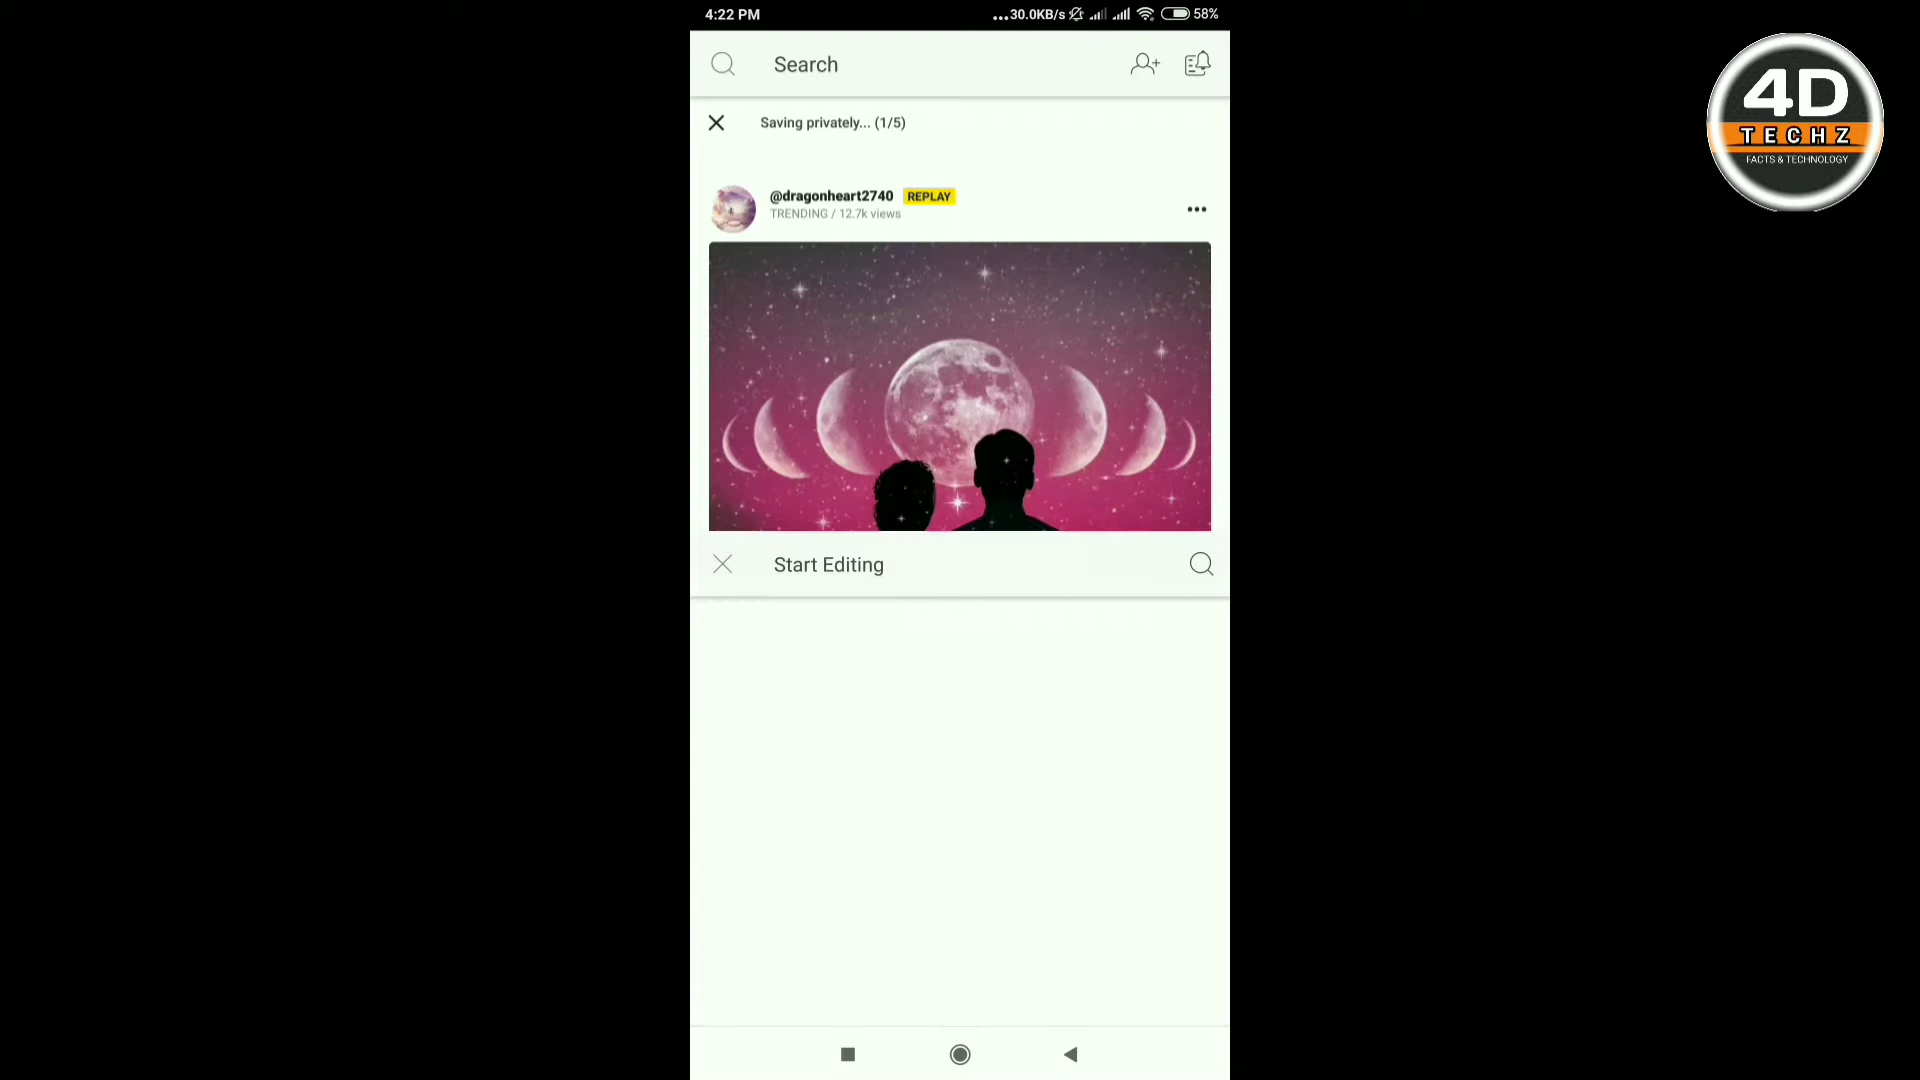 4:22 PM
...30.0KB/s
58%
Search
Saving privately... (1/5)
@dragonheart2740 REPLAY
TRENDING / 12.7k views
Start Editing
4D
TECHZ
FACTS & TECHNOLOGY